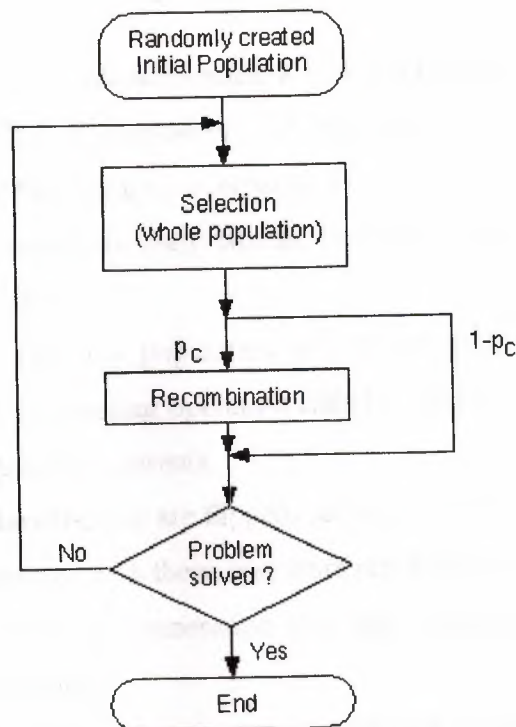 Randomly created
Initial Population
Selection
(whole population)
p_c
1-p_c
Recombination
No
Problem
solved ?
Yes
End